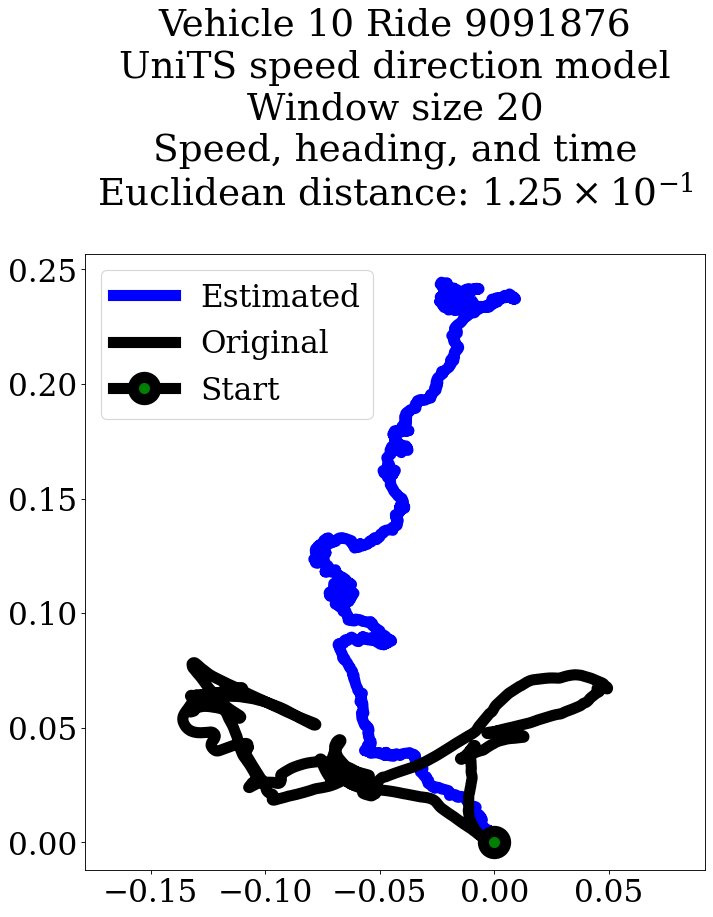 Vehicle 10 Ride 9091876
UniTS speed direction model
Window size 20
Speed, heading, and time
Euclidean distance: 1.25 × 10⁻¹
0.25
Estimated
Original
Start
0.20
0.15
0.10
0.05
0.00
−0.15 −0.10 −0.05 0.00 0.05